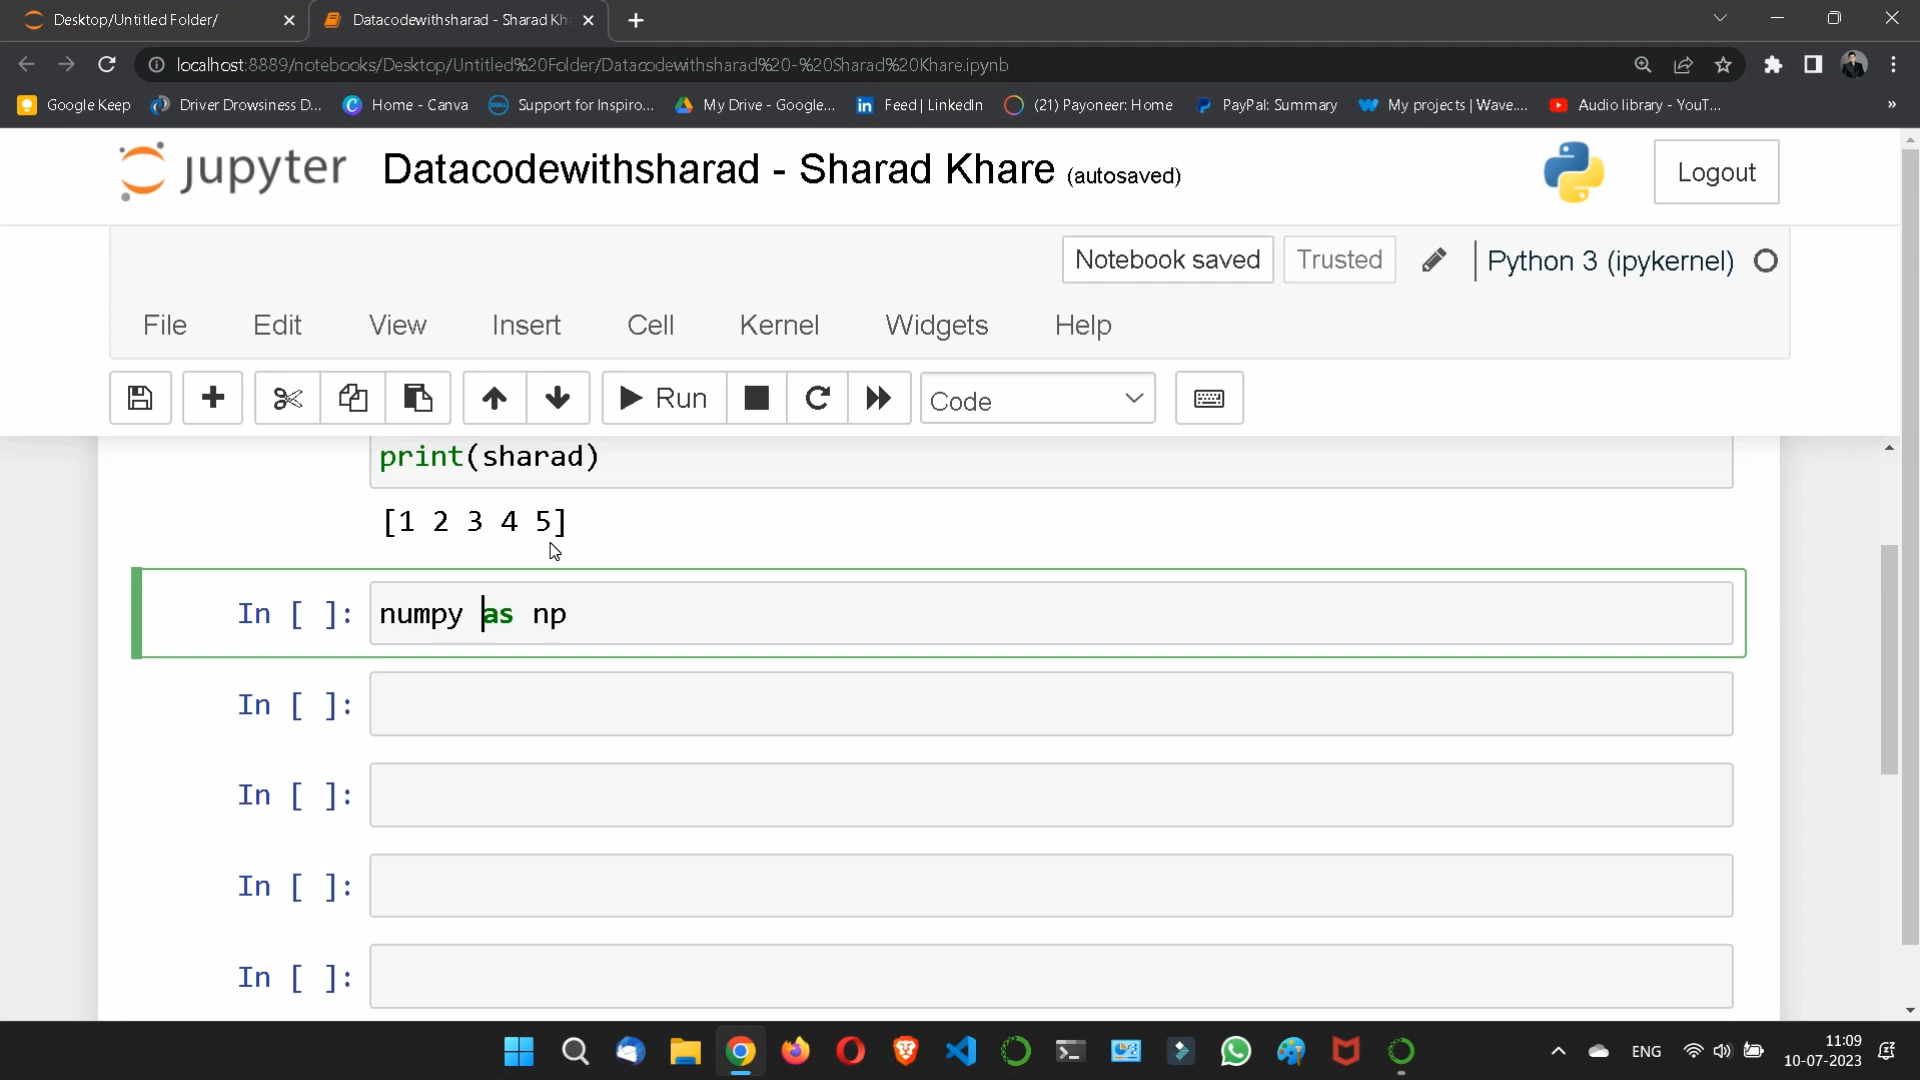 Desktop/Untitled Folder/
Datacodewithsharad - Sharad Kh
localhost:8889/notebooks/Desktop/Untitled%20Folder/Datacodewithsharad%20-%20Sharad%20Khare.ipynb
Google Keep
Driver Drowsiness D...
Home - Canva
Support for Inspiro...
My Drive - Google...
Feed | LinkedIn
(21) Payoneer: Home
PayPal: Summary
My projects | Wave....
Audio library - YouT...
»
jupyter
Datacodewithsharad - Sharad Khare (autosaved)
Logout
Notebook saved
Trusted
Python 3 (ipykernel)
File
Edit
View
Insert
Cell
Kernel
Widgets
Help
Run
Code
print(sharad)
[1 2 3 4 5]
In [ ]:
numpy as np
In [ ]:
In [ ]:
In [ ]:
In [ ]:
ENG
11:09
10-07-2023